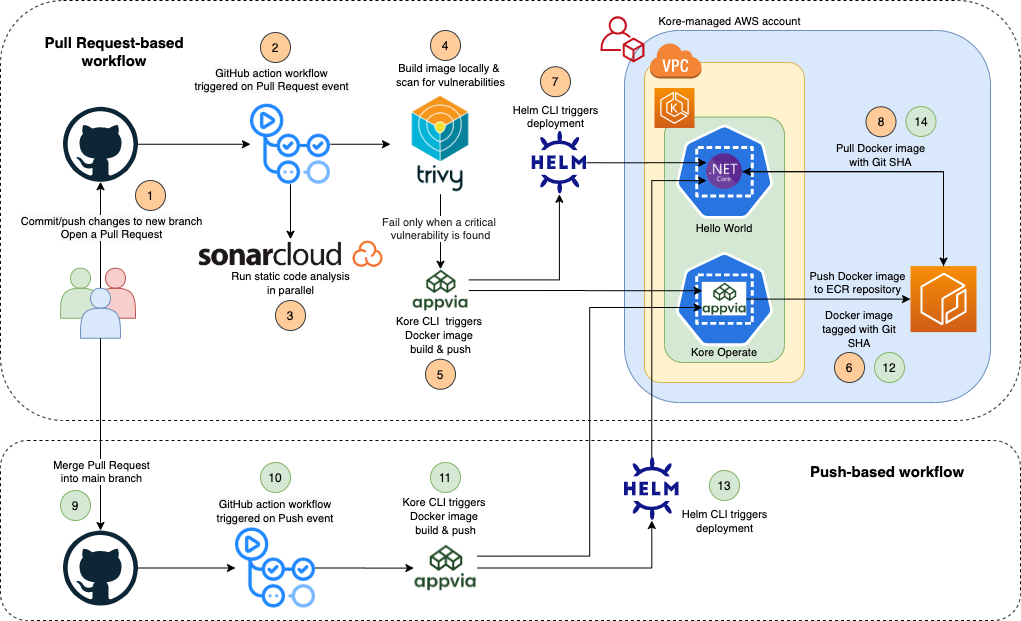 Pull Request-based
workflow
2
GitHub action workflow
triggered on Pull Request event
4
Build image locally &
scan for vulnerabilities
7
Helm CLI triggers
deployment
Kore-managed AWS account
VPC
K
8
14
Pull Docker image
with Git SHA
1
Commit/push changes to new branch
Open a Pull Request
trivy
HELM
.NET
Core
Hello World
Fail only when a critical
vulnerability is found
sonarcloud
Run static code analysis
in parallel
3
appvia
Kore CLI triggers
Docker image
build & push
5
appvia
Kore Operate
Push Docker image
to ECR repository
Docker image
tagged with Git
SHA
6
12
Merge Pull Request
into main branch
9
10
GitHub action workflow
triggered on Push event
11
Kore CLI triggers
Docker image
build & push
appvia
HELM
13
Helm CLI triggers
deployment
Push-based workflow